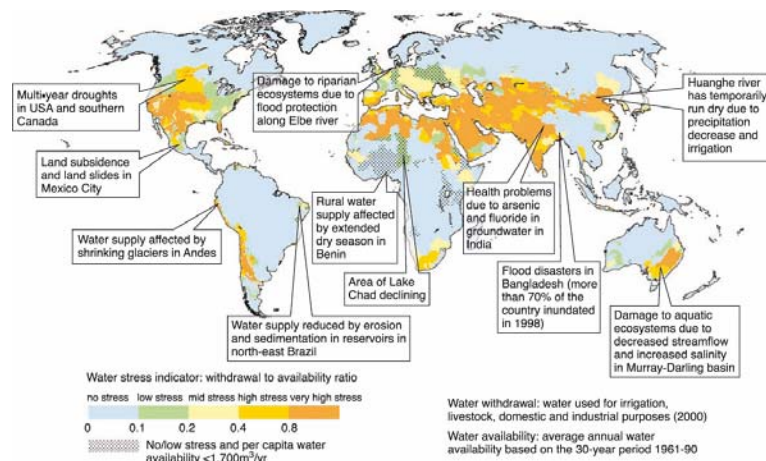 Multi-year droughts
in USA and southern
Canada
Damage to riparian
ecosystems due to
flood protection
along Elbe river
Huanghe river
has temporarily
run dry due to
precipitation
decrease and
irrigation
Land subsidence
and land slides in
Mexico City
Water supply affected by
shrinking glaciers in Andes
Rural water
supply affected
by extended
dry season in
Benin
Health problems
due to arsenic
and fluoride in
groundwater in
India
Area of Lake
Chad declining
Water supply reduced by erosion
and sedimentation in reservoirs in
north-east Brazil
Flood disasters in
Bangladesh (more
than 70% of the
country inundated
in 1998)
Damage to aquatic
ecosystems due to
decreased streamflow
and increased salinity
in Murray-Darling basin
Water stress indicator: withdrawal to availability ratio
no stress low stress mid stress high stress very high stress
0 0.1 0.2 0.4 0.8
No/low stress and per capita water
availability <1,700m³/yr
Water withdrawal: water used for irrigation,
livestock, domestic and industrial purposes (2000)
Water availability: average annual water
availability based on the 30-year period 1961-90